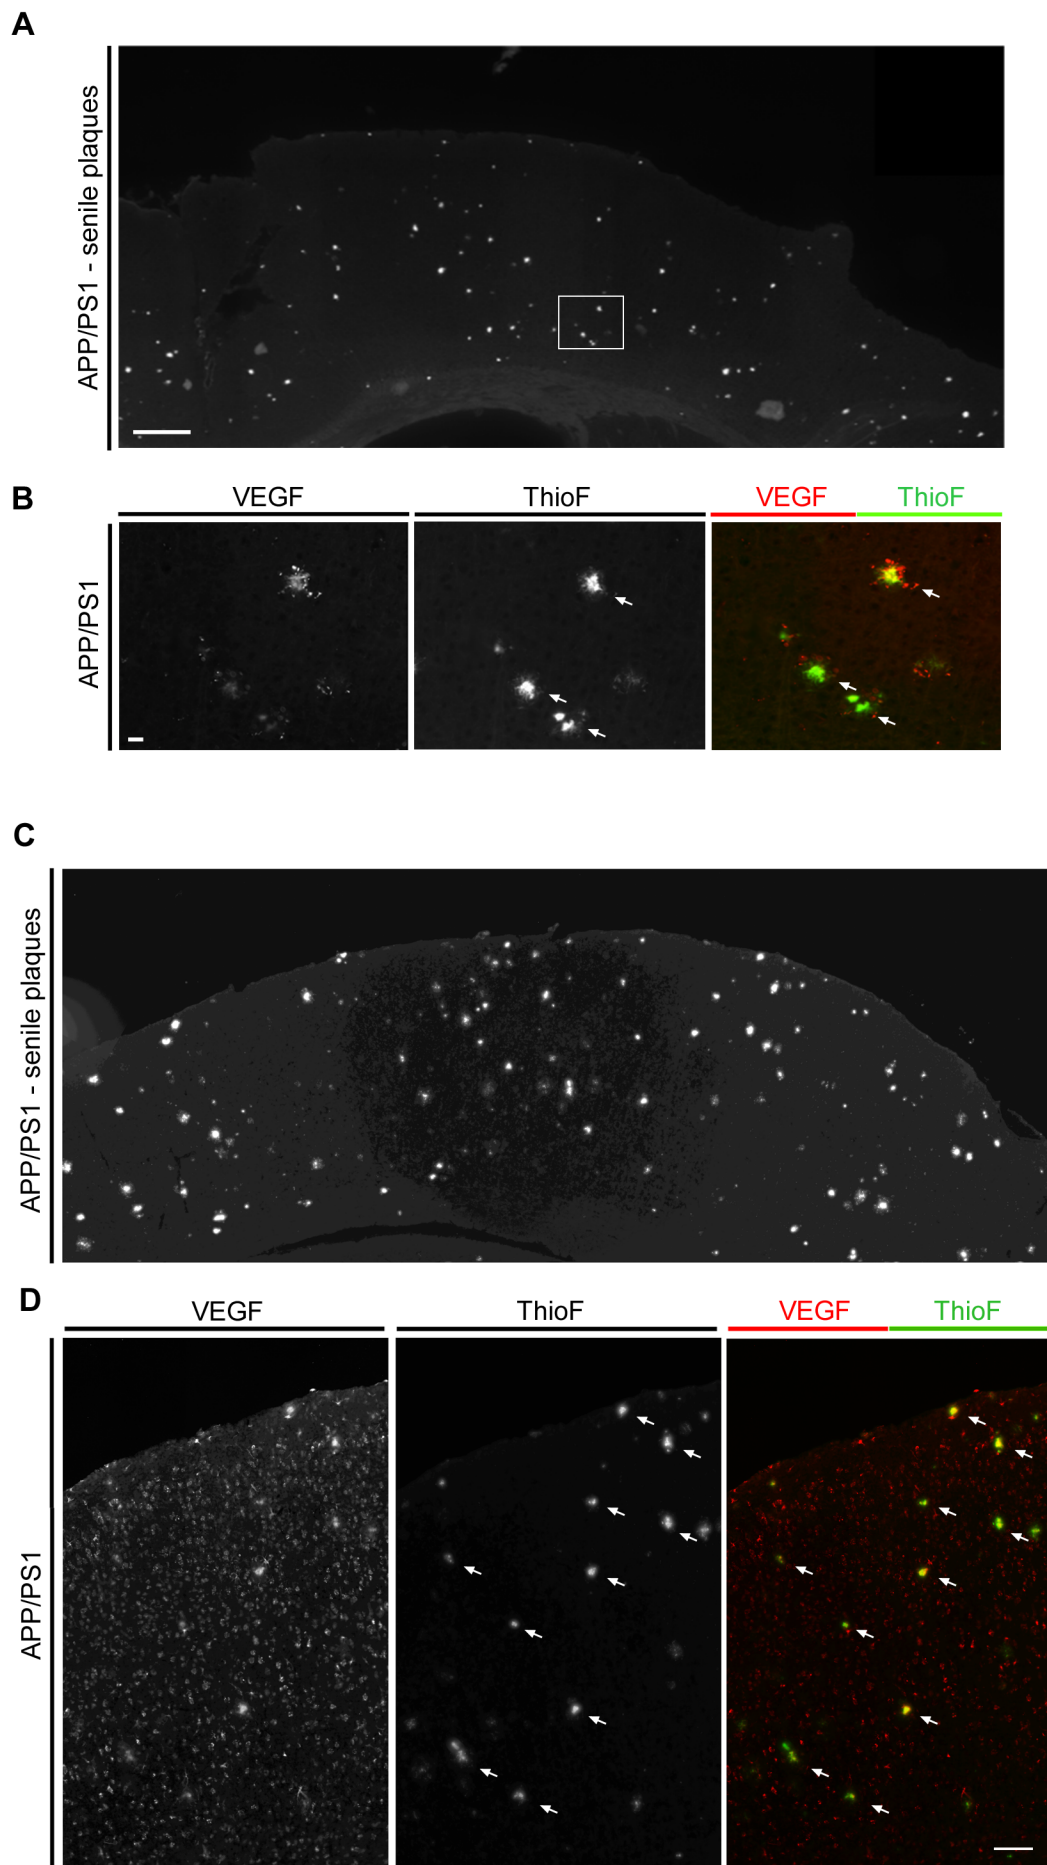 A
APP/PS1 - senile plaques
B
VEGF
ThioF
VEGF
ThioF
APP/PS1
C
APP/PS1 - senile plaques
D
VEGF
ThioF
VEGF
ThioF
APP/PS1